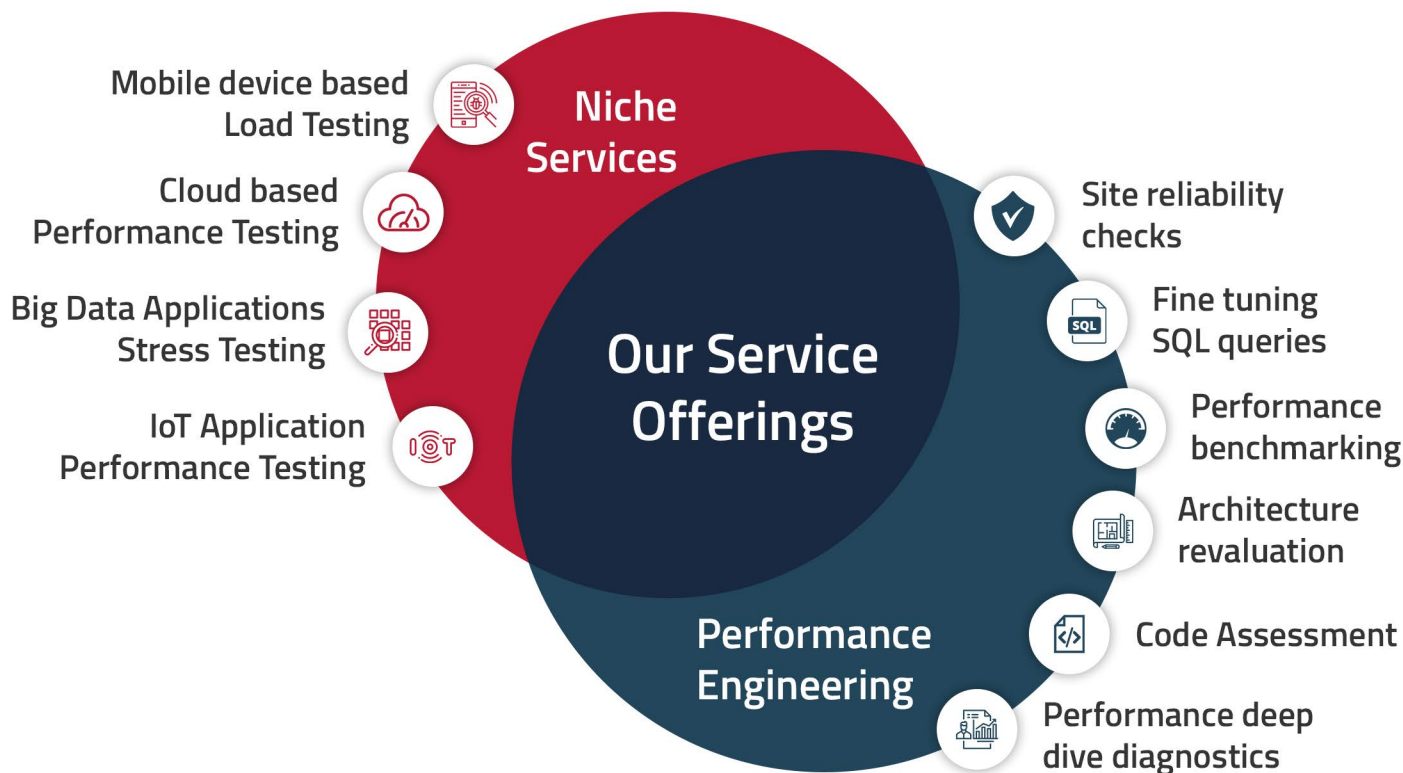 Mobile device based
Load Testing
Cloud based
Performance Testing
Big Data Applications
Stress Testing
IoT Application
Performance Testing
IOT
Niche
Services
Our Service
Offerings
Performance
Engineering
Site reliability
checks
SQL
Fine tuning
SQL queries
Performance
benchmarking
Architecture
revaluation
</>
Code Assessment
Performance deep
dive diagnostics